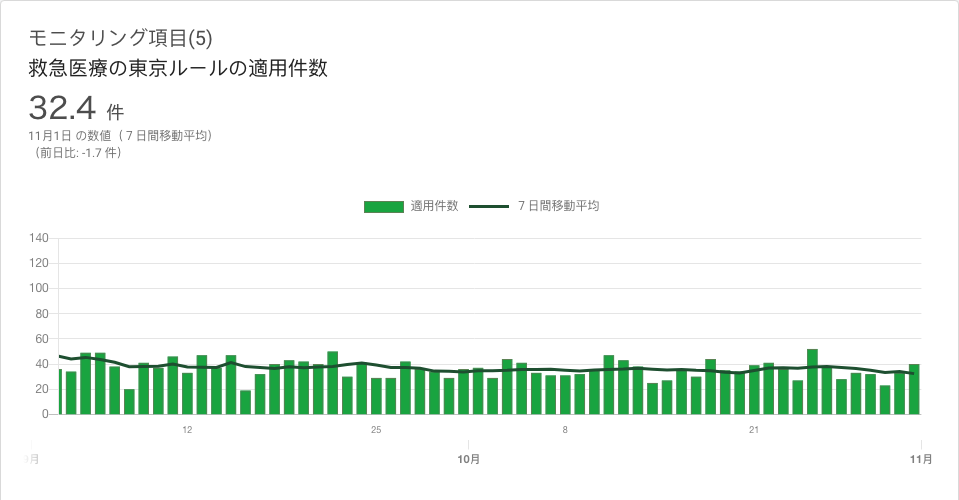 モニタリング項目(5)
救急医療の東京ルールの適用件数
32.4 件
11月1日 の数値（７日間移動平均）
（前日比: -1.7 件）
適用件数 ７日間移動平均
140
120
100
80
60
40
20
0
12 25 8 21
月 10月 11月